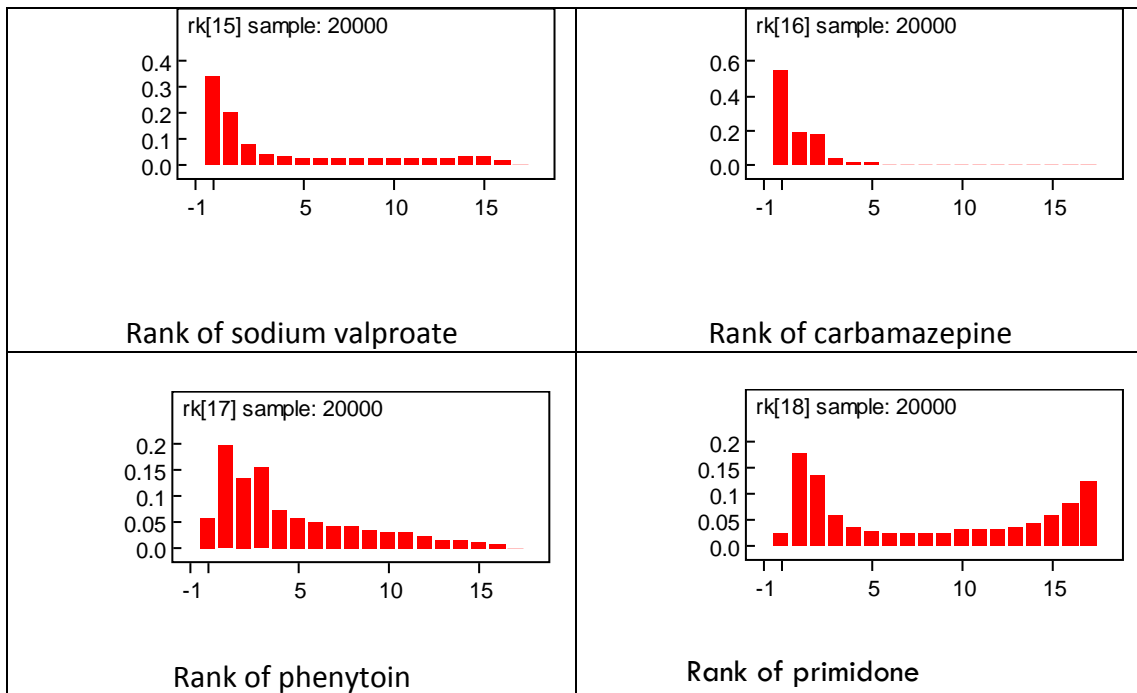 rk[15] sample: 20000
0.4
0.3
0.2
0.1
0.0
-1 5 10 15
Rank of sodium valproate
rk[16] sample: 20000
0.6
0.4
0.2
0.0
-1 5 10 15
Rank of carbamazepine
rk[17] sample: 20000
0.2
0.15
0.1
0.05
0.0
-1 5 10 15
Rank of phenytoin
rk[18] sample: 20000
0.2
0.15
0.1
0.05
0.0
-1 5 10 15
Rank of primidone